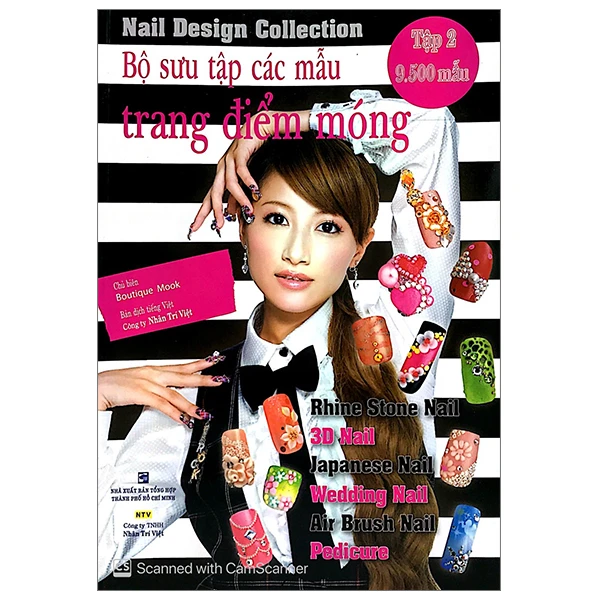 Nail Design Collection
Bộ sưu tập các mẫu
trang điểm móng
Tập 2
9.500 mẫu
Chủ biên
Boutique Mook
Bản dịch tiếng Việt
Công ty Nhân Trí Việt
Rhine Stone Nail
3D Nail
Japanese Nail
Wedding Nail
Air Brush Nail
Pedicure
NHÀ XUẤT BẢN TỔNG HỢP
THÀNH PHỐ HỒ CHÍ MINH
NTV
Công ty TNHH
Nhân Trí Việt
CS Scanned with CamScanner